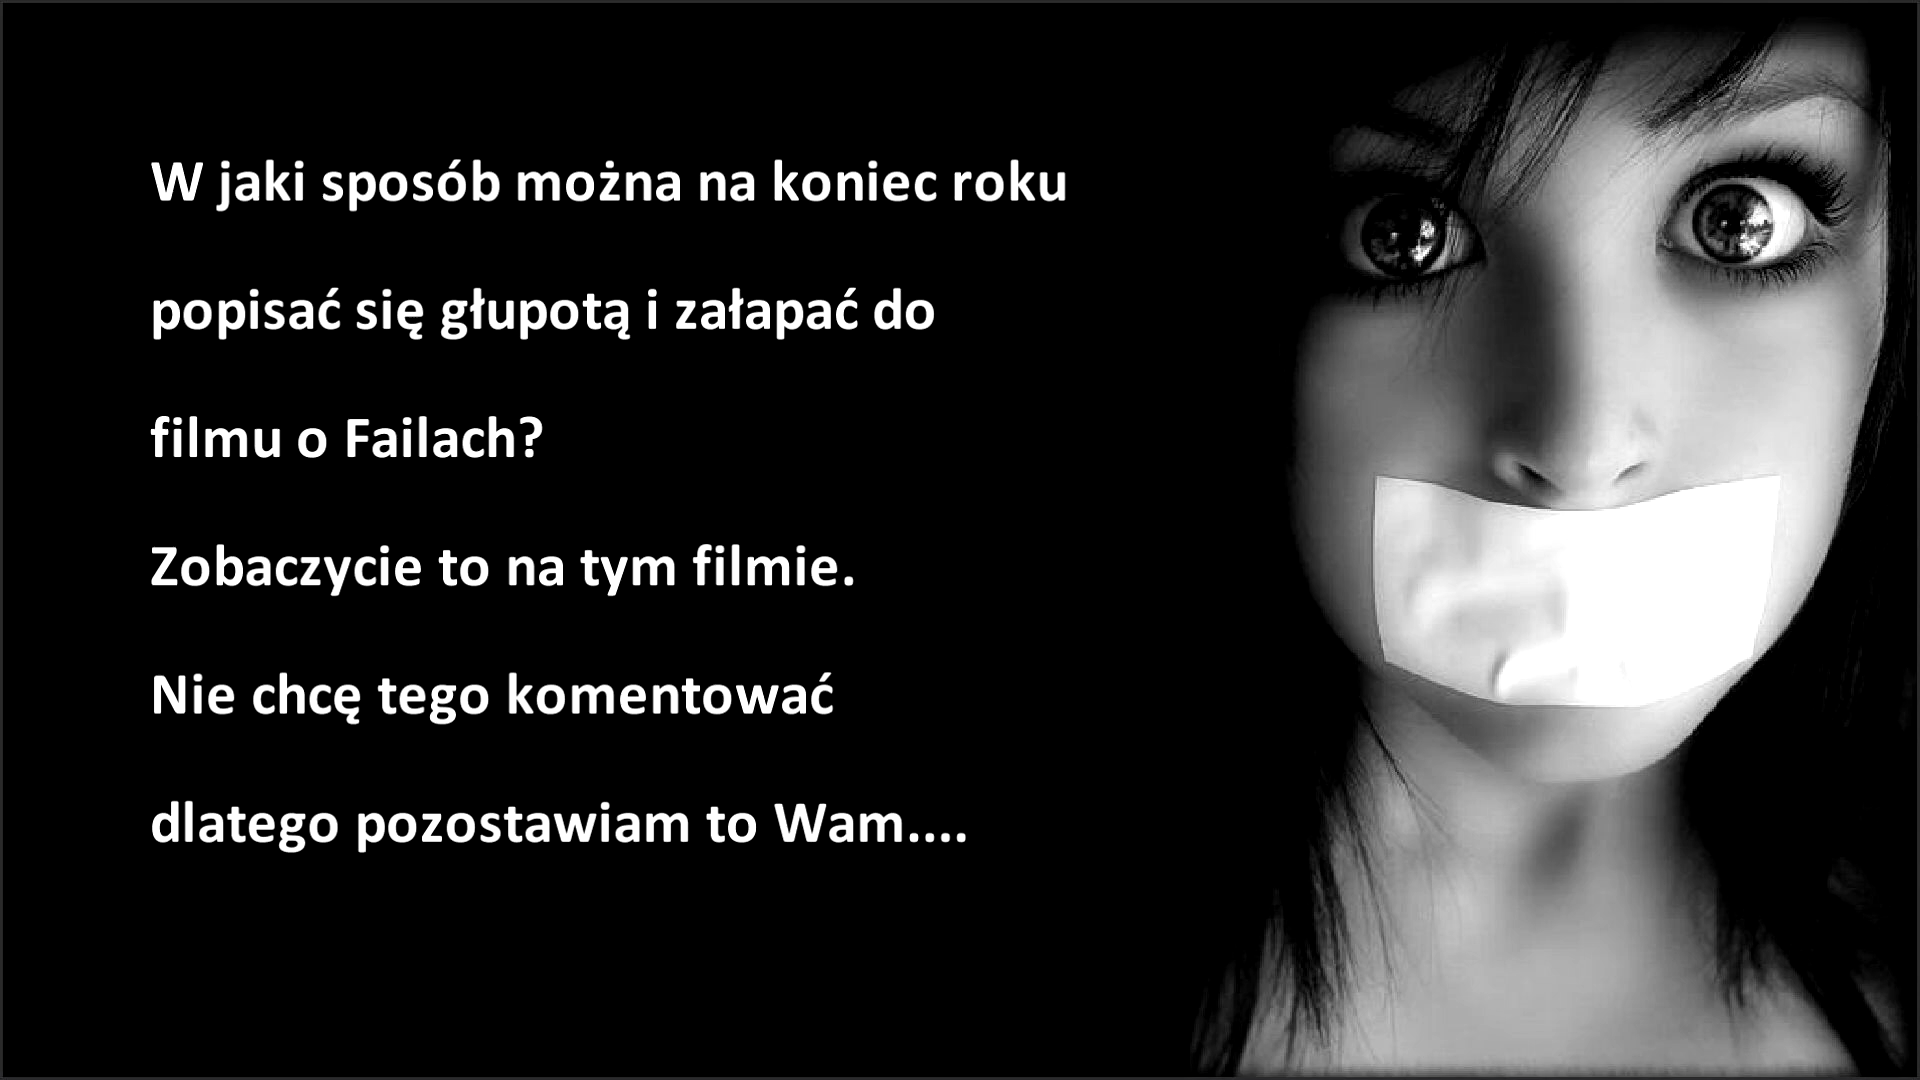 W jaki sposób można na koniec roku
popisać się głupotą i załapać do
filmu o Failach?
Zobaczycie to na tym filmie.
Nie chcę tego komentować
dlatego pozostawiam to Wam....